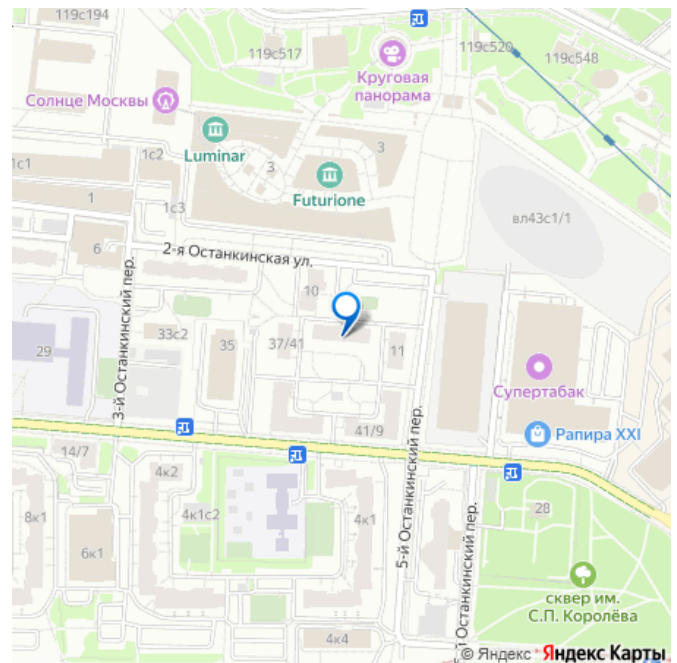 119с194
119с517
119с520
119с548
Круговая
панорама
Солнце Москвы
Luminar
3
3
1с1
1с2
Futurione
1
1с3
вл43с1/1
6
2-я Останкинская ул.
3-й Останкинский пер.
10
33с2
35
37/41
11
29
Супертабак
5-й Останкинский пер.
41/9
Рапира XXI
14/7
4к2
28
8к1
4к1с2
4к1
6к1
5-й Останкинский пер.
сквер им.
С.П. Королёва
4к4
© Яндекс Яндекс Карты